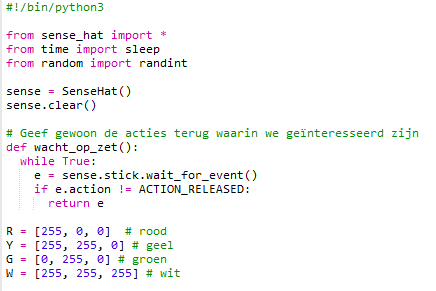 #!/bin/python3
from sense_hat import *
from time import sleep
from random import randint
sense = SenseHat()
sense.clear()
# Geef gewoon de acties terug waarin we geïnteresseerd zijn
def wacht_op_zet():
  while True:
    e = sense.stick.wait_for_event()
    if e.action != ACTION_RELEASED:
      return e
R = [255, 0, 0]  # rood
Y = [255, 255, 0] # geel
G = [0, 255, 0] # groen
W = [255, 255, 255] # wit